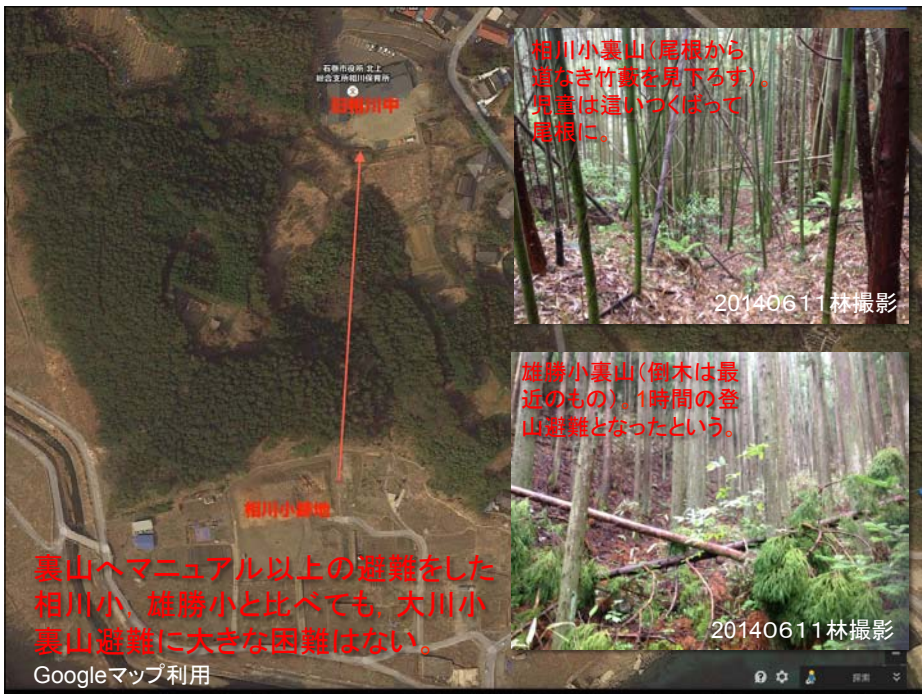 石巻市役所 北上
総合支所相川保育所
文
旧相川中
相川小裏山(尾根から
道なき竹藪を見下ろす)。
児童は這いつくばって
尾根に。
20140611林撮影
雄勝小裏山(倒木は最
近のもの)。1時間の登
山避難となったという。
相川小跡地
裏山へマニュアル以上の避難をした
相川小，雄勝小と比べても，大川小
裏山避難に大きな困難はない。
20140611林撮影
Googleマップ利用
探索